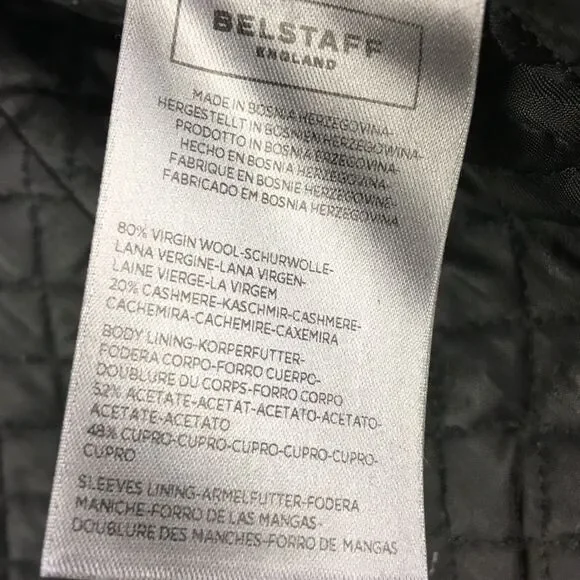 BELSTAFF
ENGLAND
MADE IN BOSNIA HERZEGOVINA-
HERGESTELLT IN BOSNIEN HERZEGOWINA-
PRODOTTO IN BOSNIA ERZEGOVINA-
HECHO EN BOSNIA HERZEGOVINA-
FABRIQUE EN BOSNIE HERZEGOVINE-
FABRICADO EM BOSNIA HERZEGOVINA
80% VIRGIN WOOL-SCHURWOLLE-
LANA VERGINE-LANA VIRGEN-
LAINE VIERGE-LA VIRGEM
20% CASHMERE-KASCHMIR-CASHMERE-
CACHEMIRA-CACHEMIRE-CAXEMIRA
BODY LINING-KORPERFUTTER-
FODERA CORPO-FORRO CUERPO-
DOUBLURE DU CORPS-FORRO CORPO
52% ACETATE-ACETAT-ACETATO-ACETATO-
ACETATE-ACETATO
48% CUPRO-CUPRO-CUPRO-CUPRO-CUPRO-
CUPRO
SLEEVES LINING-ARMELFUTTER-FODERA
MANICHE-FORRO DE LAS MANGAS-
DOUBLURE DES MANCHES-FORRO DE MANGAS